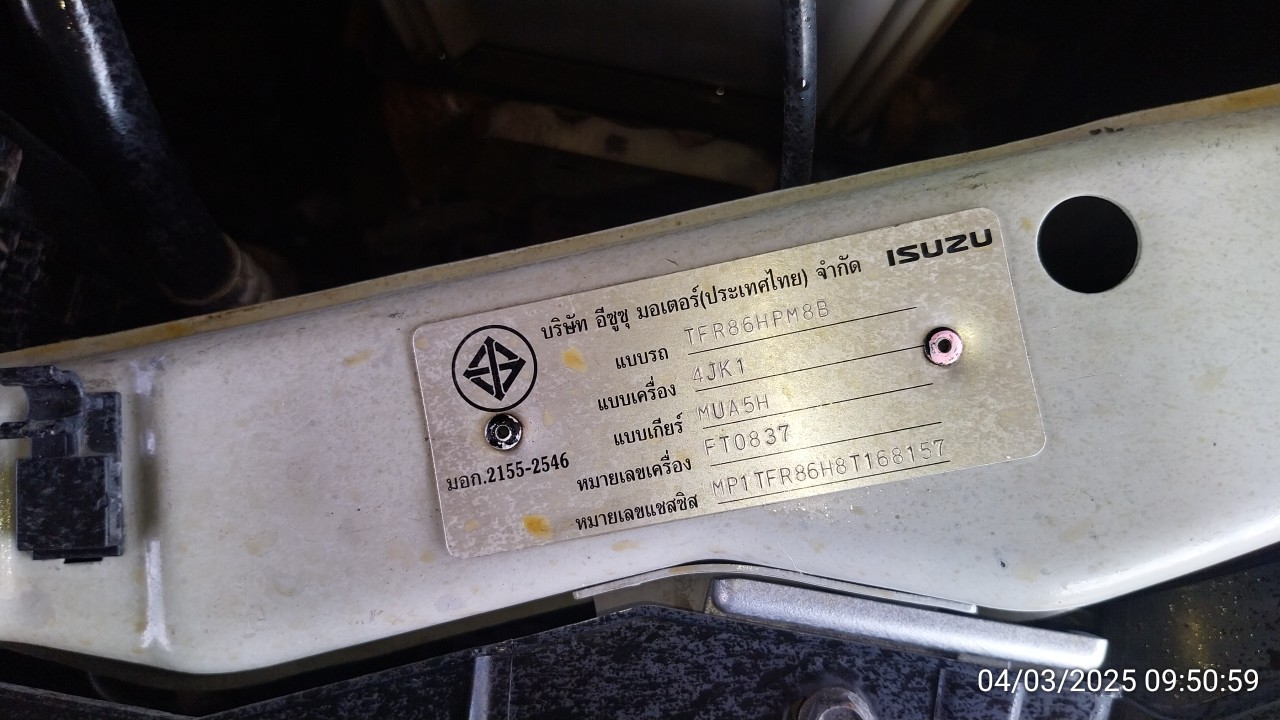 ISUZU
บริษัท อีซูซุ มอเตอร์(ประเทศไทย) จำกัด
แบบรถ TFR86HPM8B
แบบเครื่อง 4JK1
แบบเกียร์ MUA5H
หมายเลขเครื่อง FT0837
หมายเลขแชสซิส MP1TFR86H8T168157
มอก.2155-2546
04/03/2025 09:50:59